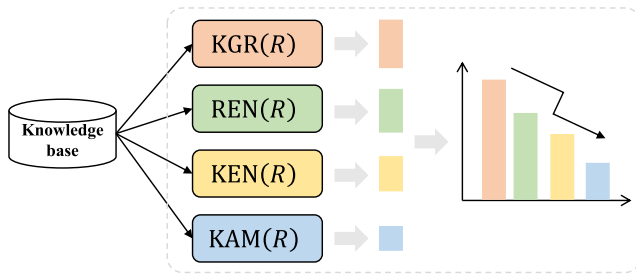 Knowledge
base
KGR(R)
REN(R)
KEN(R)
KAM(R)